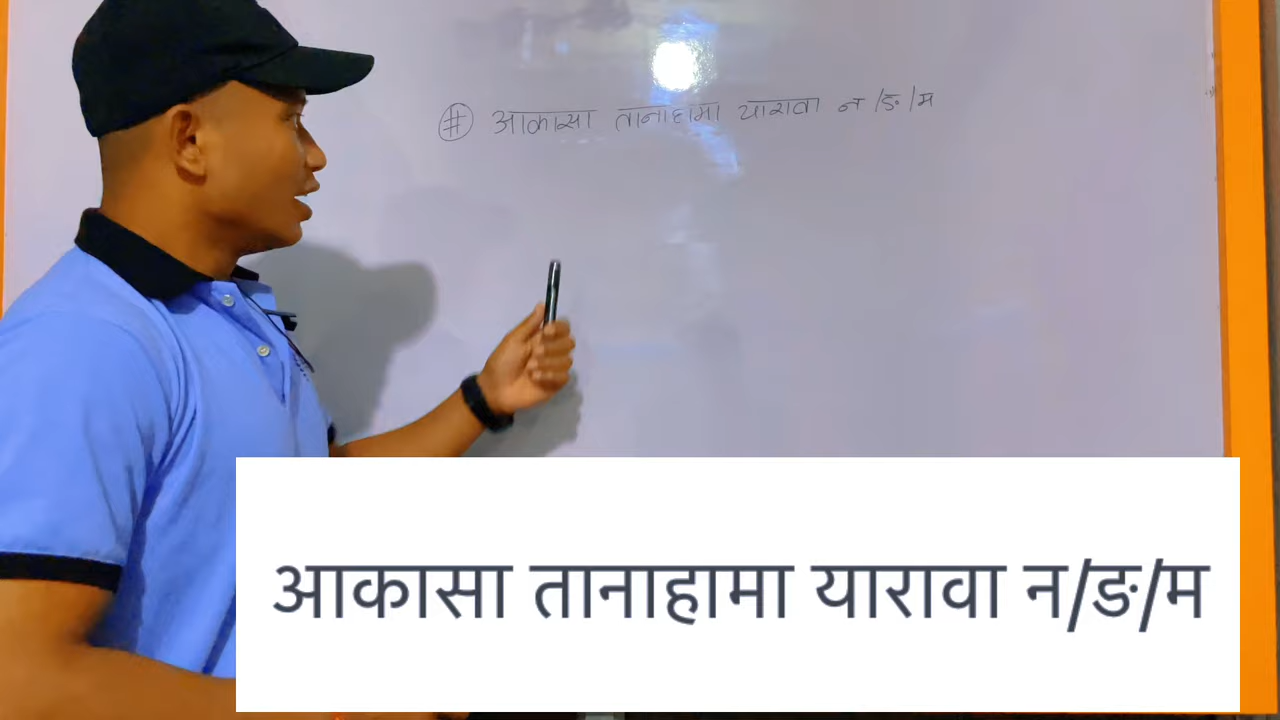 # आकासा तानाहामा यारावा न/ङ/म
आकासा तानाहामा यारावा न/ङ/म